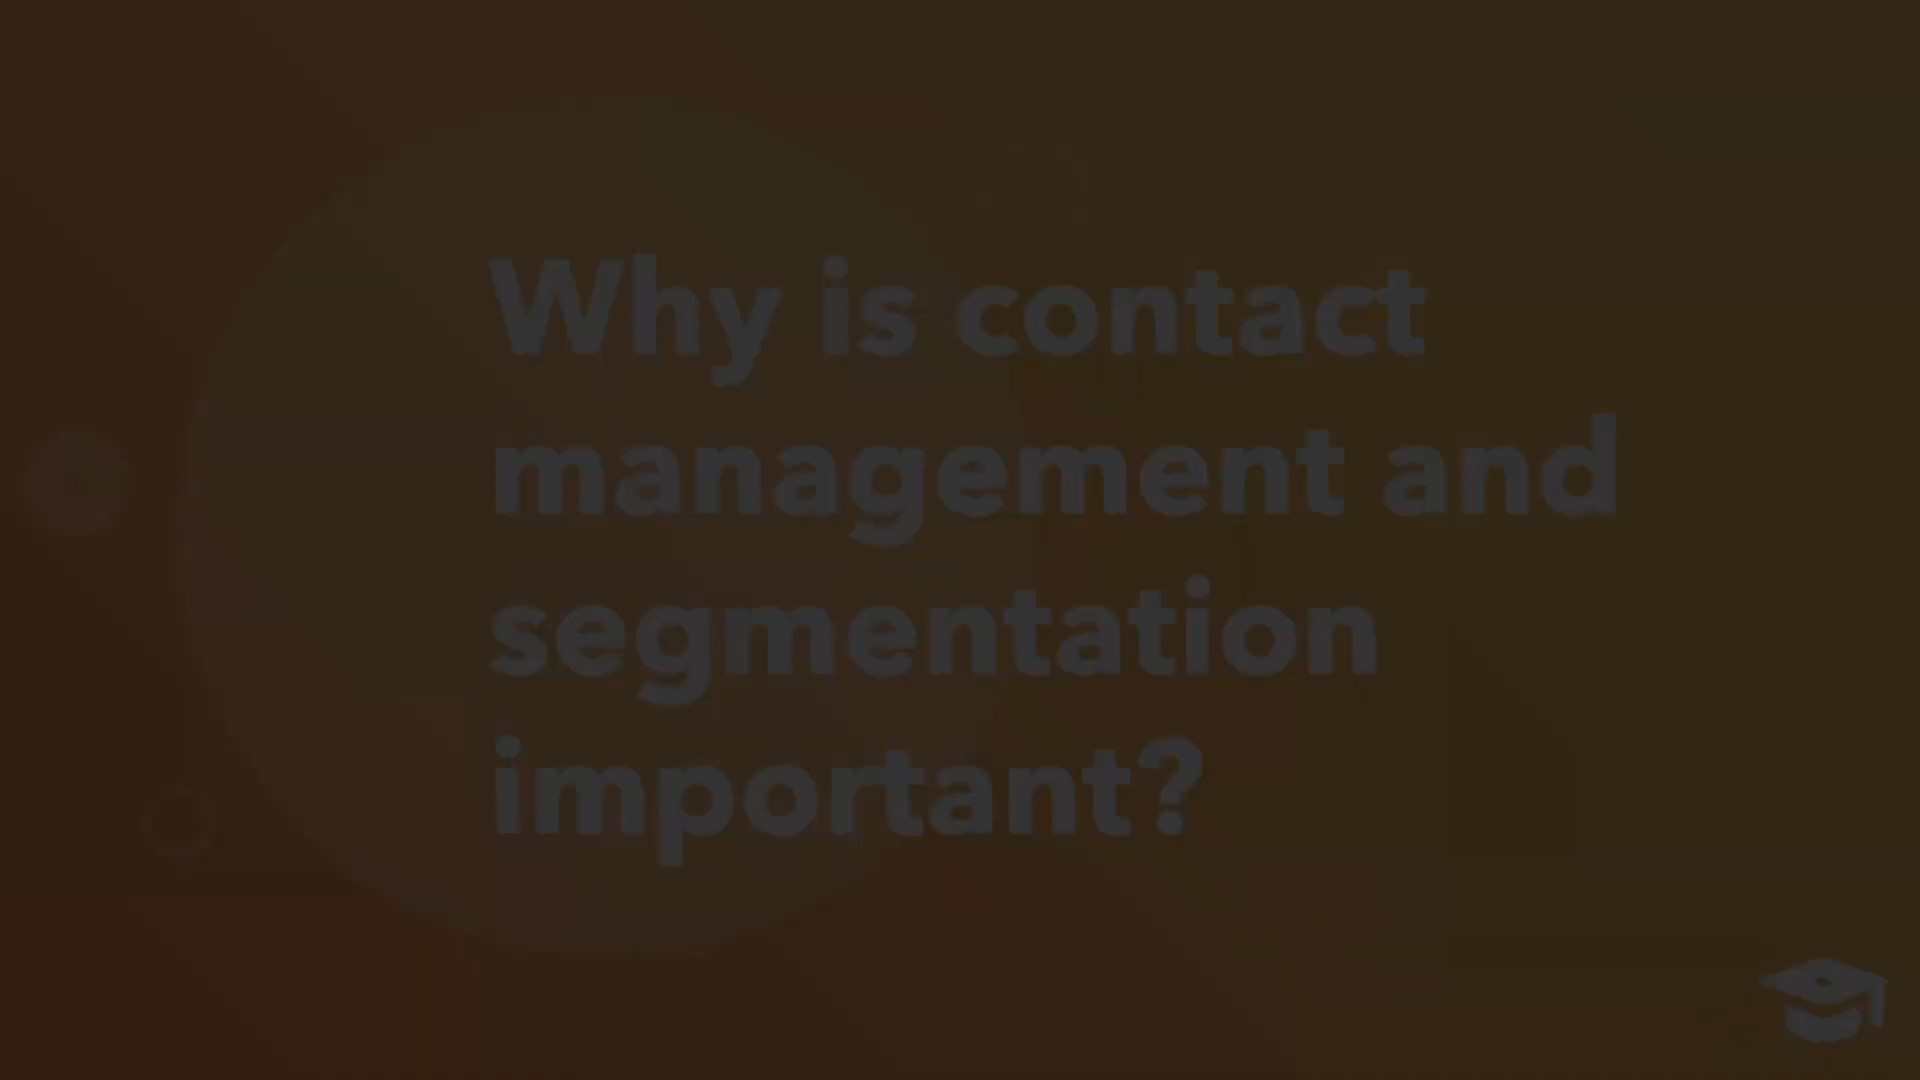 Why is contact
management and
segmentation
important?